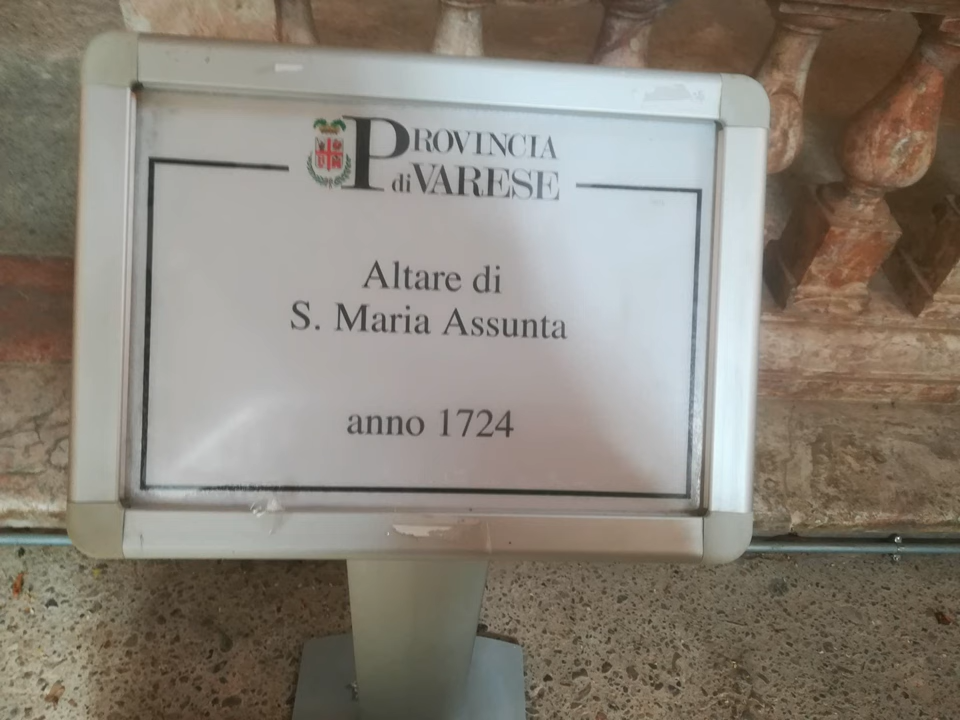 PROVINCIA
di VARESE
Altare di
S. Maria Assunta
anno 1724